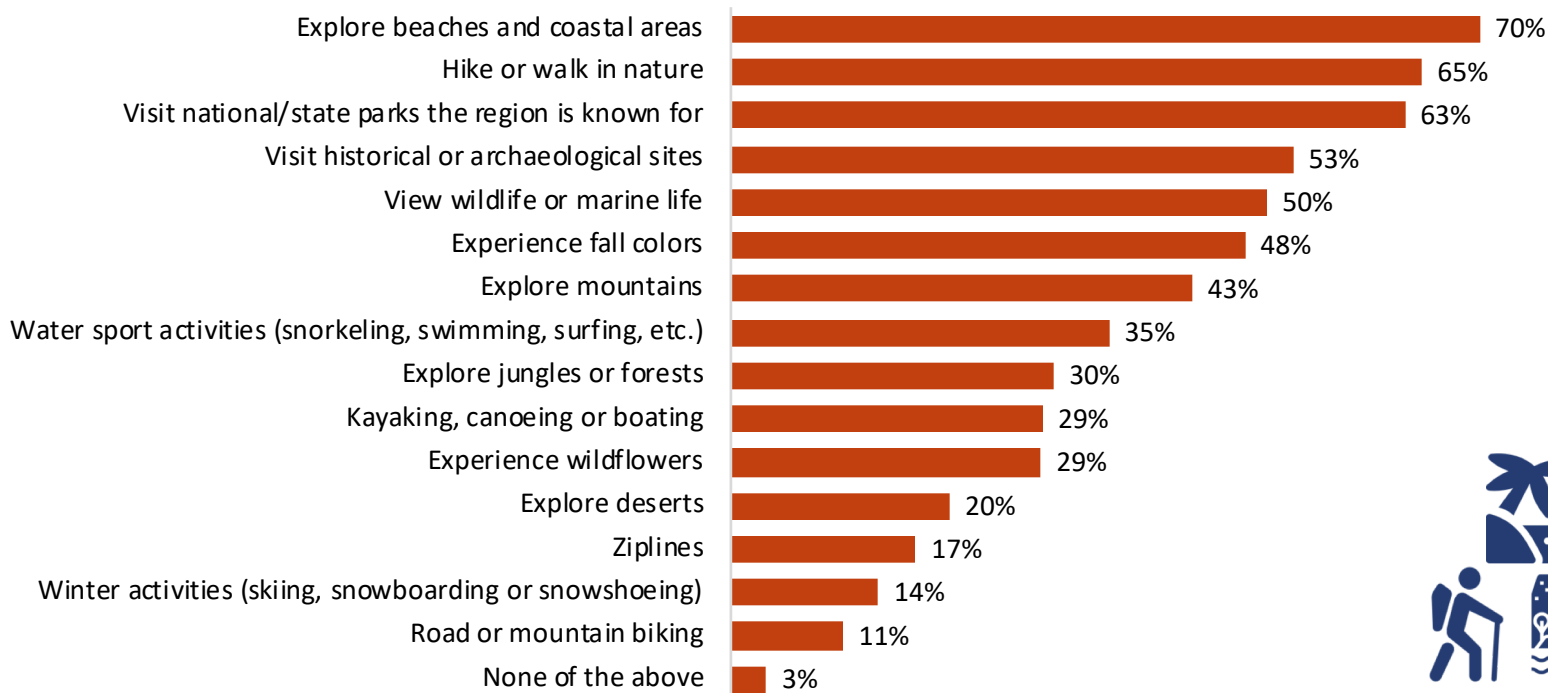 Explore beaches and coastal areas 70%
Hike or walk in nature 65%
Visit national/state parks the region is known for 63%
Visit historical or archaeological sites 53%
View wildlife or marine life 50%
Experience fall colors 48%
Explore mountains 43%
Water sport activities (snorkeling, swimming, surfing, etc.) 35%
Explore jungles or forests 30%
Kayaking, canoeing or boating 29%
Experience wildflowers 29%
Explore deserts 20%
Ziplines 17%
Winter activities (skiing, snowboarding or snowshoeing) 14%
Road or mountain biking 11%
None of the above 3%